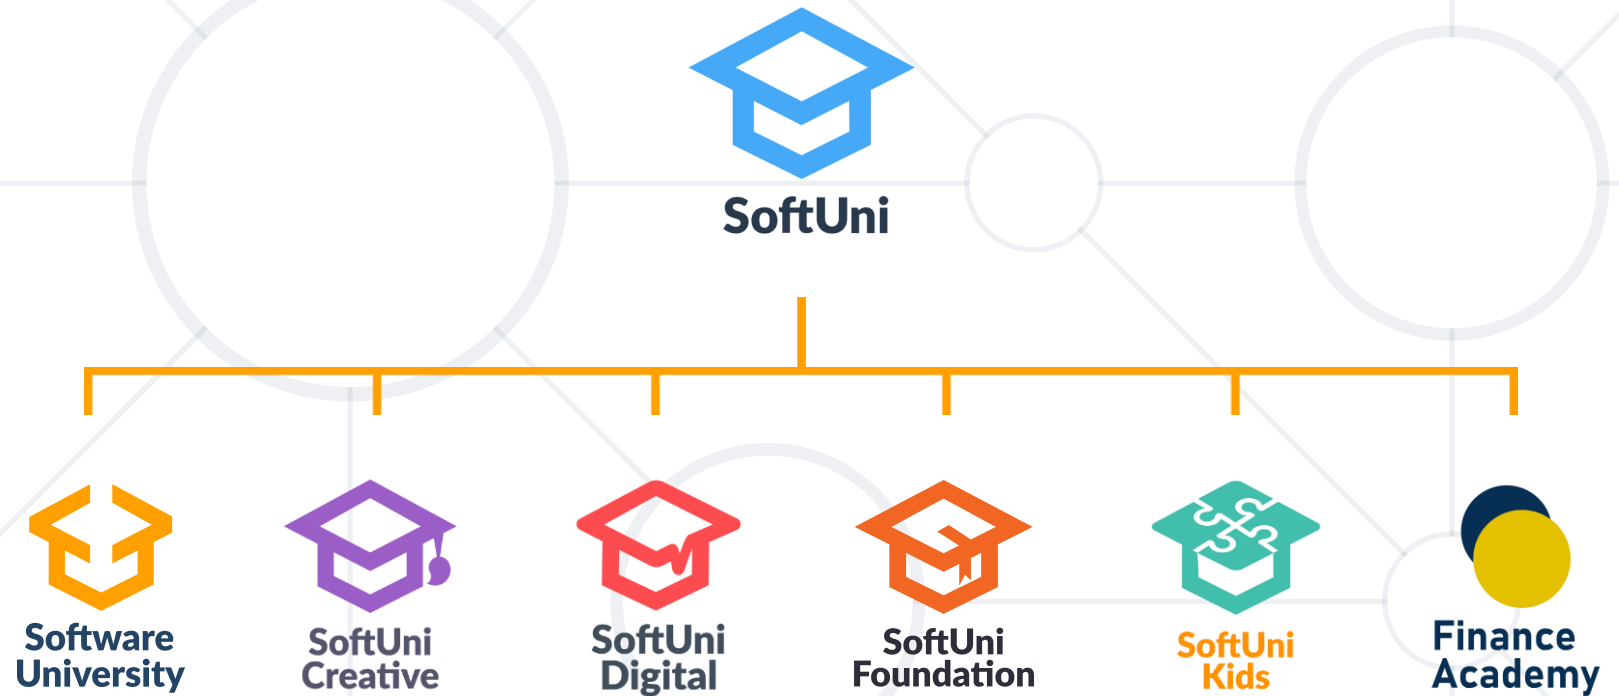 SoftUni
Software
University
SoftUni
Creative
SoftUni
Digital
SoftUni
Foundation
SoftUni
Kids
Finance
Academy